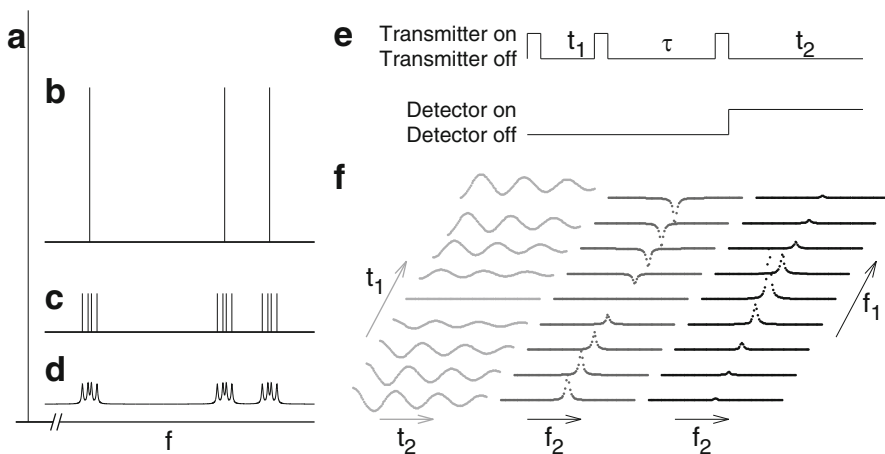 a
b
c
d
f
e
Transmitter on
Transmitter off
t1
τ
t2
Detector on
Detector off
f
t1
t2
f2
f2
f1